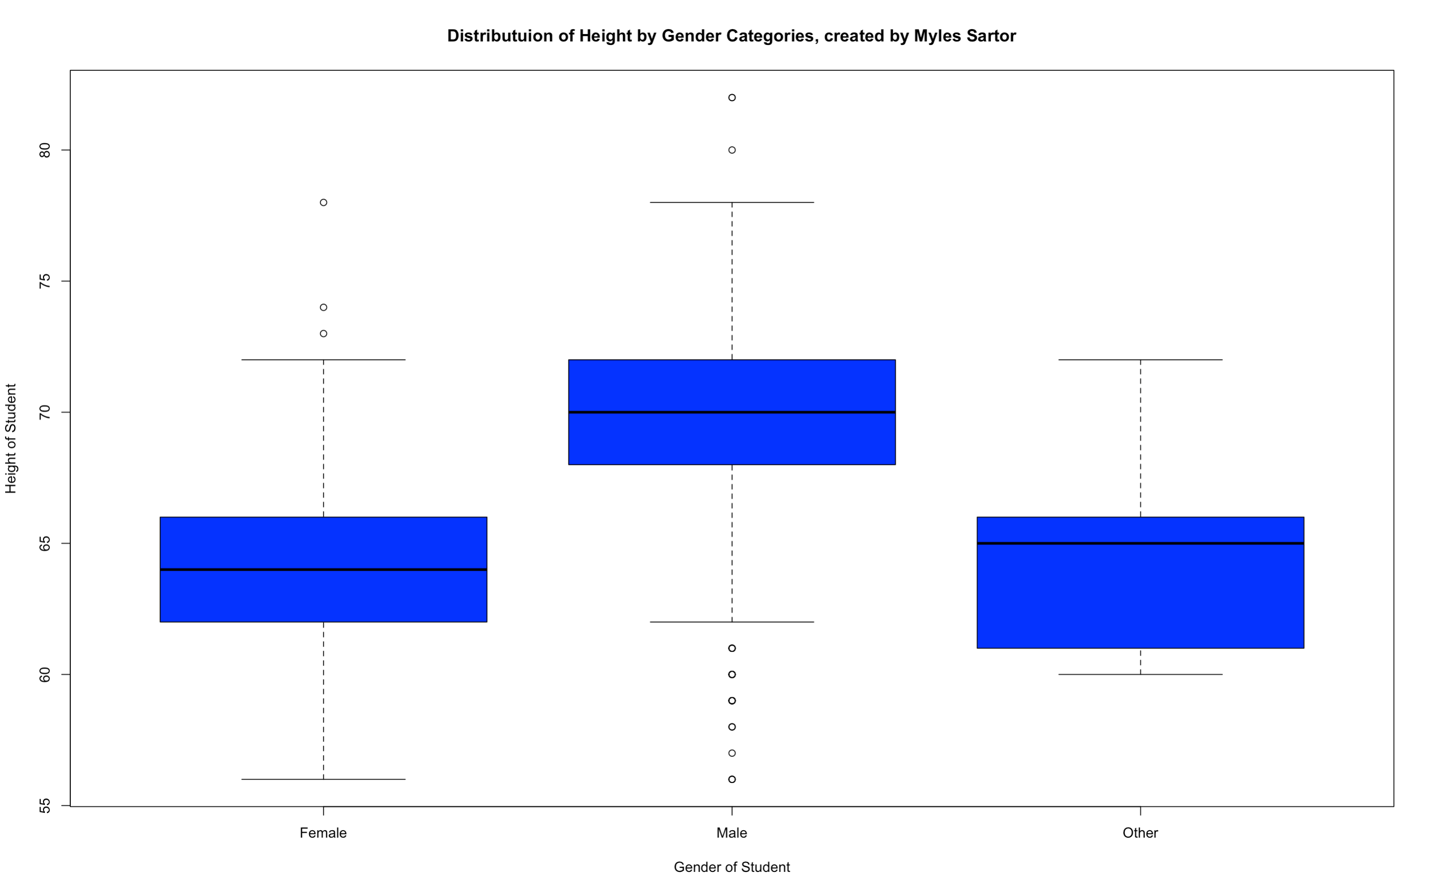 Distributuion of Height by Gender Categories, created by Myles Sartor
Height of Student
80
75
70
65
60
55
Female Male Other
Gender of Student